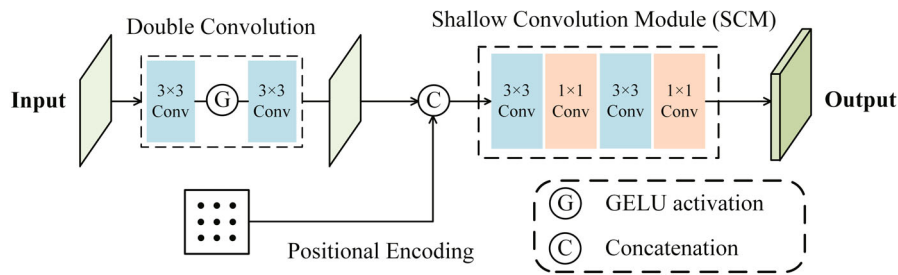 Double Convolution
Shallow Convolution Module (SCM)
Input
3×3
Conv
G
3×3
Conv
C
3×3
Conv
1×1
Conv
3×3
Conv
1×1
Conv
Output
Positional Encoding
G GELU activation
C Concatenation